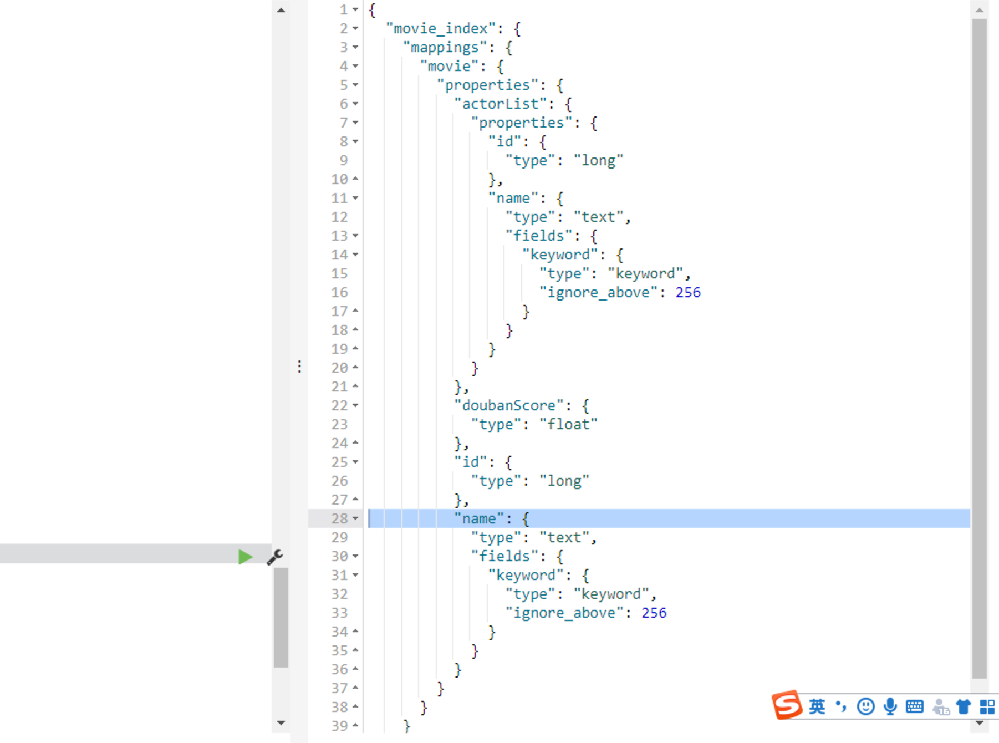 1 {
2 "movie_index": {
3 "mappings": {
4 "movie": {
5 "properties": {
6 "actorList": {
7 "properties": {
8 "id": {
9 "type": "long"
10 },
11 "name": {
12 "type": "text",
13 "fields": {
14 "keyword": {
15 "type": "keyword",
16 "ignore_above": 256
17 }
18 }
19 }
20 }
21 },
22 "doubanScore": {
23 "type": "float"
24 },
25 "id": {
26 "type": "long"
27 },
28 "name": {
29 "type": "text",
30 "fields": {
31 "keyword": {
32 "type": "keyword",
33 "ignore_above": 256
34 }
35 }
36 }
37 }
38 }
39 }
S 英